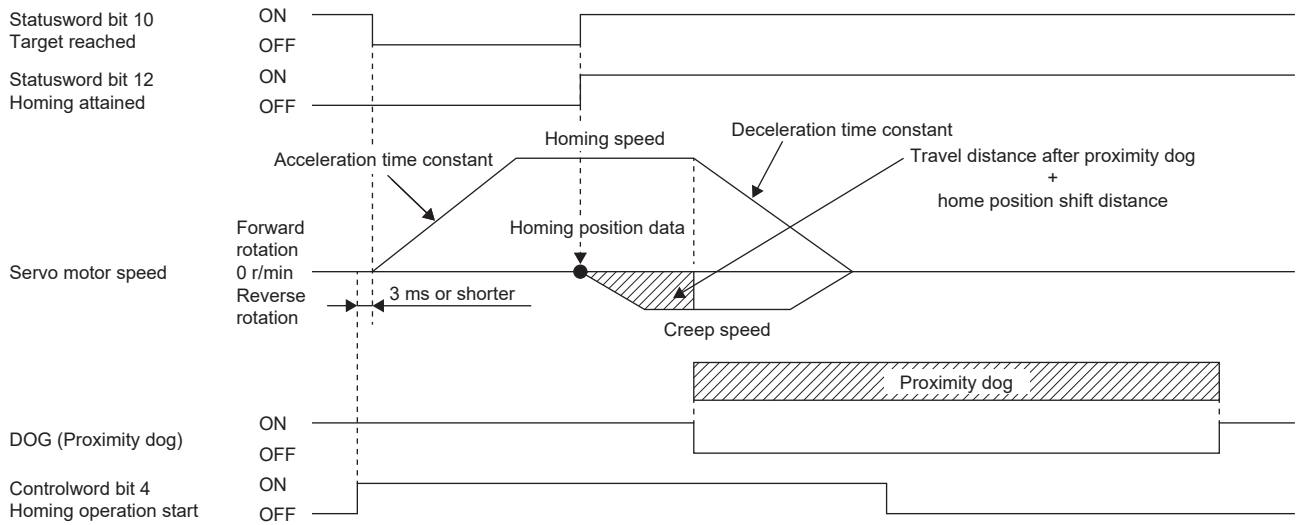 Statusword bit 10
Target reached
ON
OFF
Statusword bit 12
Homing attained
ON
OFF
Homing speed
Deceleration time constant
Acceleration time constant
Travel distance after proximity dog
+
home position shift distance
Forward
rotation
0 r/min
Reverse
rotation
Servo motor speed
Homing position data
3 ms or shorter
Creep speed
Proximity dog
DOG (Proximity dog)
ON
OFF
Controlword bit 4
Homing operation start
ON
OFF